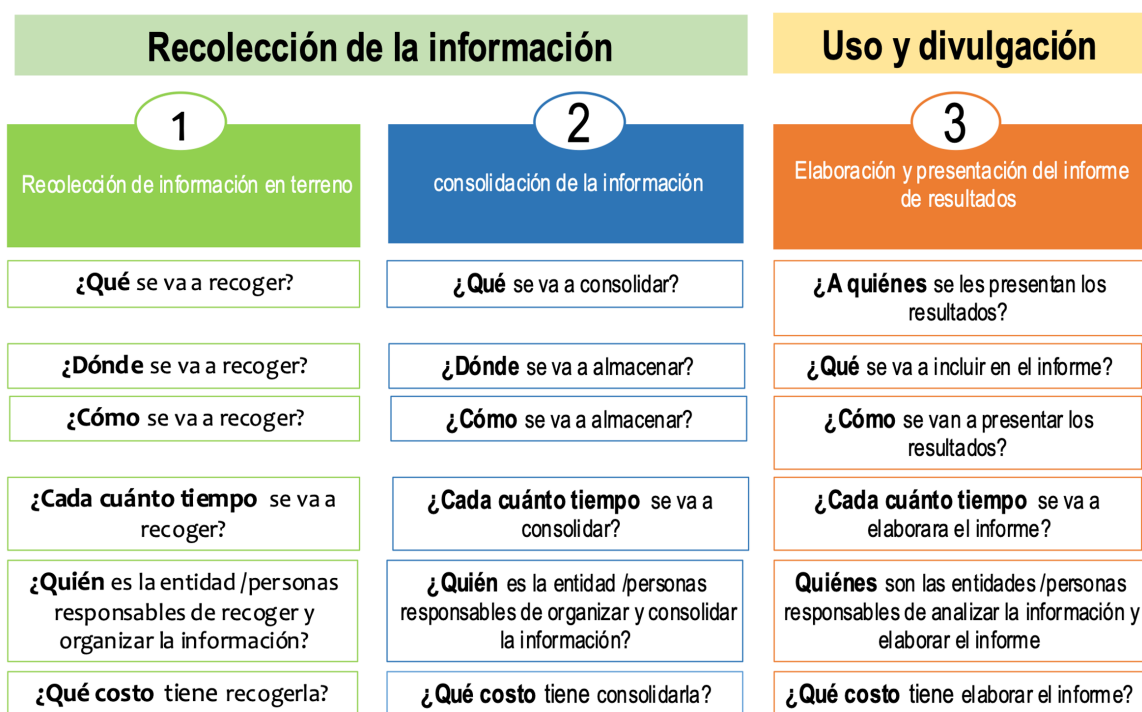 Recolección de la información
Uso y divulgación
1
Recolección de información en terreno
¿Qué se va a recoger?
¿Dónde se va a recoger?
¿Cómo se va a recoger?
¿Cada cuánto tiempo se va a
recoger?
¿Quién es la entidad /personas
responsables de recoger y
organizar la información?
¿Qué costo tiene recogerla?
2
consolidación de la información
¿Qué se va a consolidar?
¿Dónde se va a almacenar?
¿Cómo se va a almacenar?
¿Cada cuánto tiempo se va a
consolidar?
¿Quién es la entidad /personas
responsables de organizar y consolidar
la información?
¿Qué costo tiene consolidarla?
3
Elaboración y presentación del informe
de resultados
¿A quiénes se les presentan los
resultados?
¿Qué se va a incluir en el informe?
¿Cómo se van a presentar los
resultados?
¿Cada cuánto tiempo se va a
elaborara el informe?
Quiénes son las entidades /personas
responsables de analizar la información y
elaborar el informe
¿Qué costo tiene elaborar el informe?